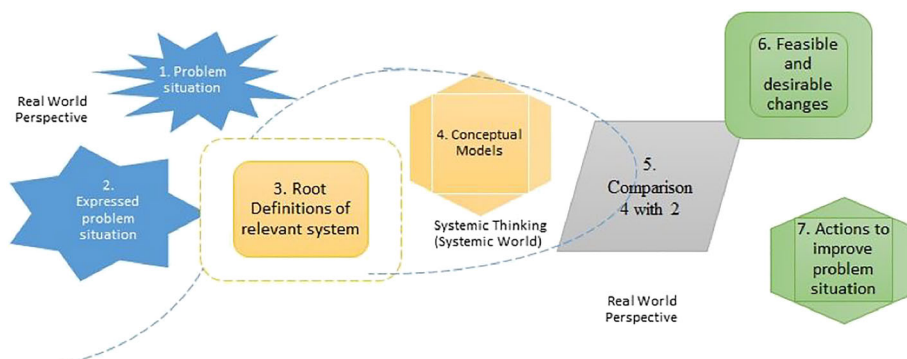 1. Problem
situation
Real World
Perspective
2.
Expressed
problem
situation
3. Root
Definitions of
relevant system
4. Conceptual
Models
Systemic Thinking
(Systemic World)
5.
Comparison
4 with 2
Real World
Perspective
6. Feasible
and
desirable
changes
7. Actions to
improve
problem
situation